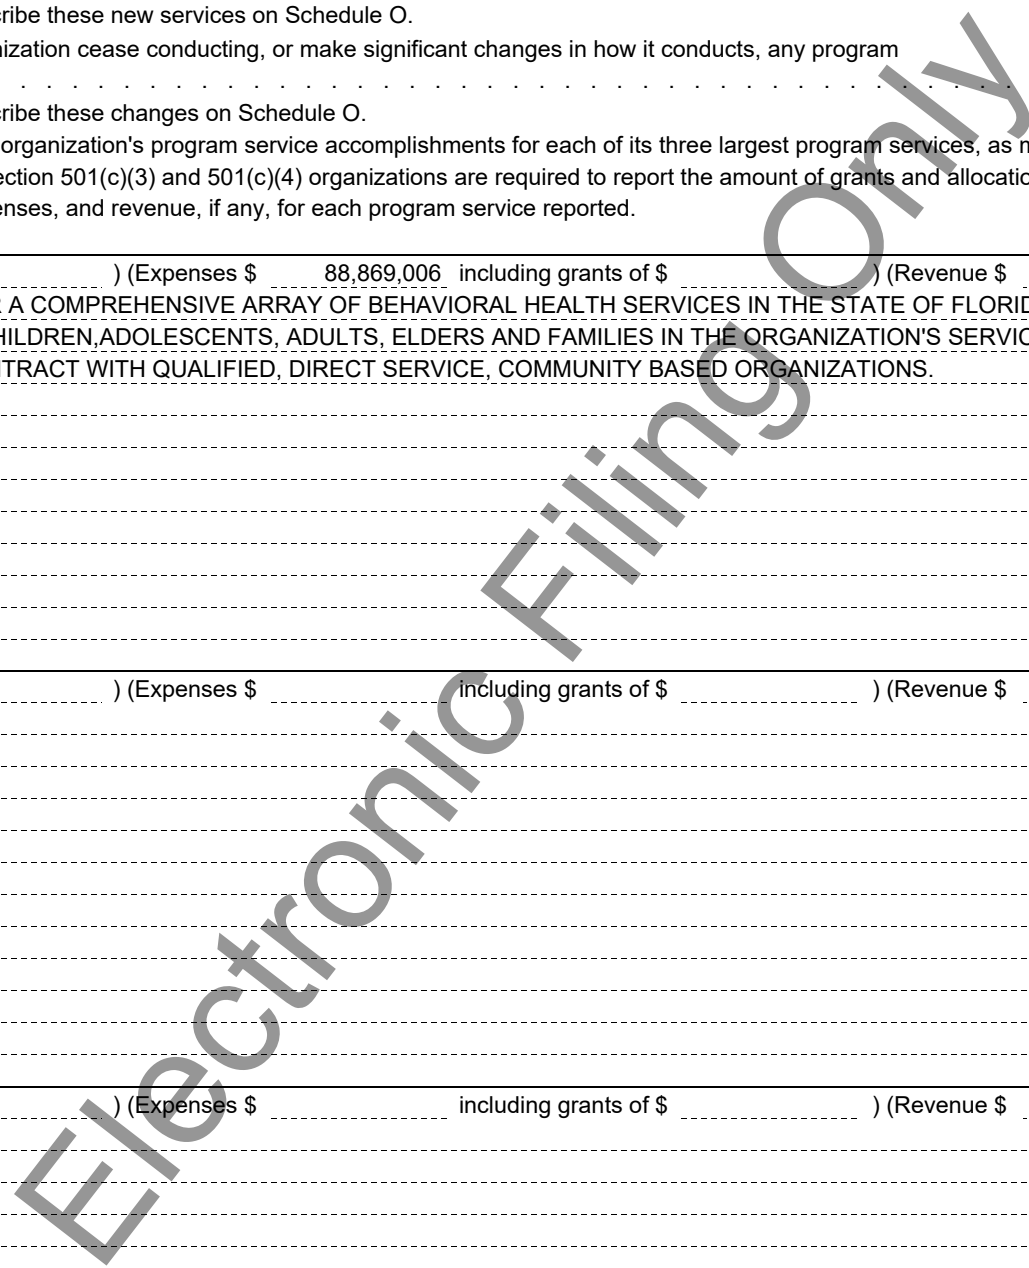 cribe these new services on Schedule O.
nization cease conducting, or make significant changes in how it conducts, any program
. . . . . . . . . . . . . . . . . . . . . . . . . . . . . . . . . . . . . . .
cribe these changes on Schedule O.
organization's program service accomplishments for each of its three largest program services, as m
ection 501(c)(3) and 501(c)(4) organizations are required to report the amount of grants and allocatio
enses, and revenue, if any, for each program service reported.
) (Expenses $ 88,869,006 including grants of $ ) (Revenue $
R A COMPREHENSIVE ARRAY OF BEHAVIORAL HEALTH SERVICES IN THE STATE OF FLORID
HILDREN,ADOLESCENTS, ADULTS, ELDERS AND FAMILIES IN THE ORGANIZATION'S SERVIC
NTRACT WITH QUALIFIED, DIRECT SERVICE, COMMUNITY BASED ORGANIZATIONS.
) (Expenses $ including grants of $ ) (Revenue $
) (Expenses $ including grants of $ ) (Revenue $
Electronic Filing Only